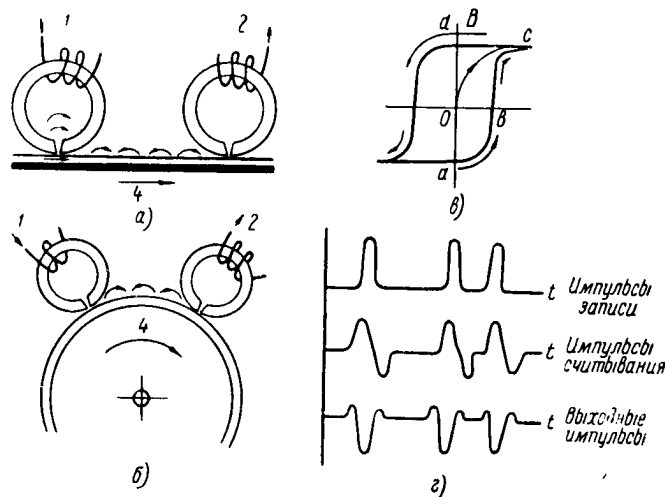 1
2
4
а)
1
2
4
б)
d
B
c
0
в
a
в)
t
Импульсы
записи
t
Импульсы
считывания
t
Выходные
импульсы
г)